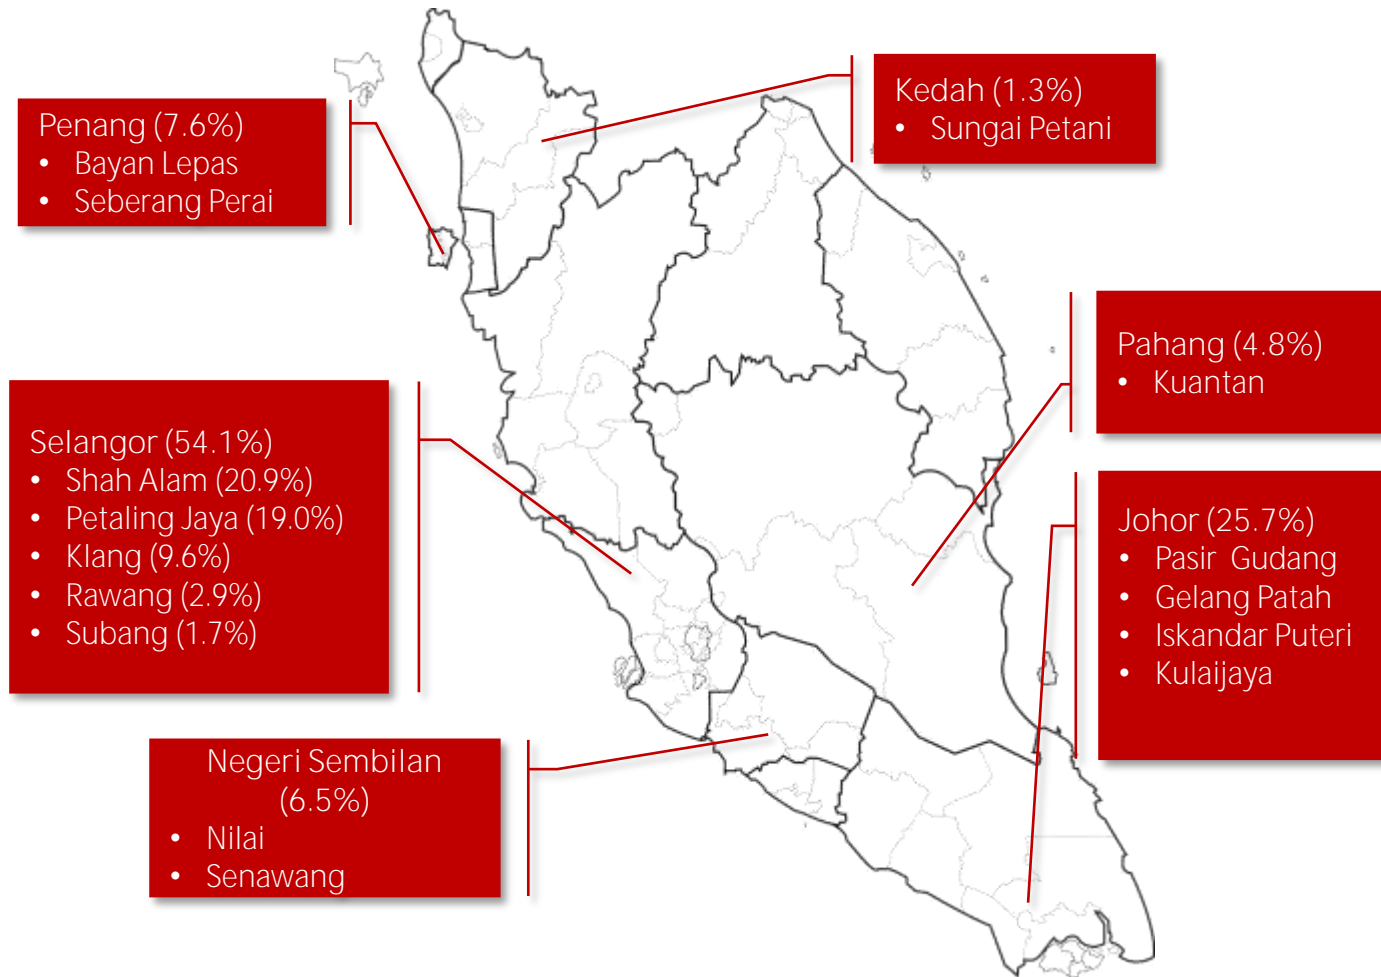 Kedah (1.3%)
• Sungai Petani
Penang (7.6%)
• Bayan Lepas
• Seberang Perai
Pahang (4.8%)
• Kuantan
Selangor (54.1%)
• Shah Alam (20.9%)
• Petaling Jaya (19.0%)
• Klang (9.6%)
• Rawang (2.9%)
• Subang (1.7%)
Johor (25.7%)
• Pasir Gudang
• Gelang Patah
• Iskandar Puteri
• Kulaijaya
Negeri Sembilan
(6.5%)
• Nilai
• Senawang